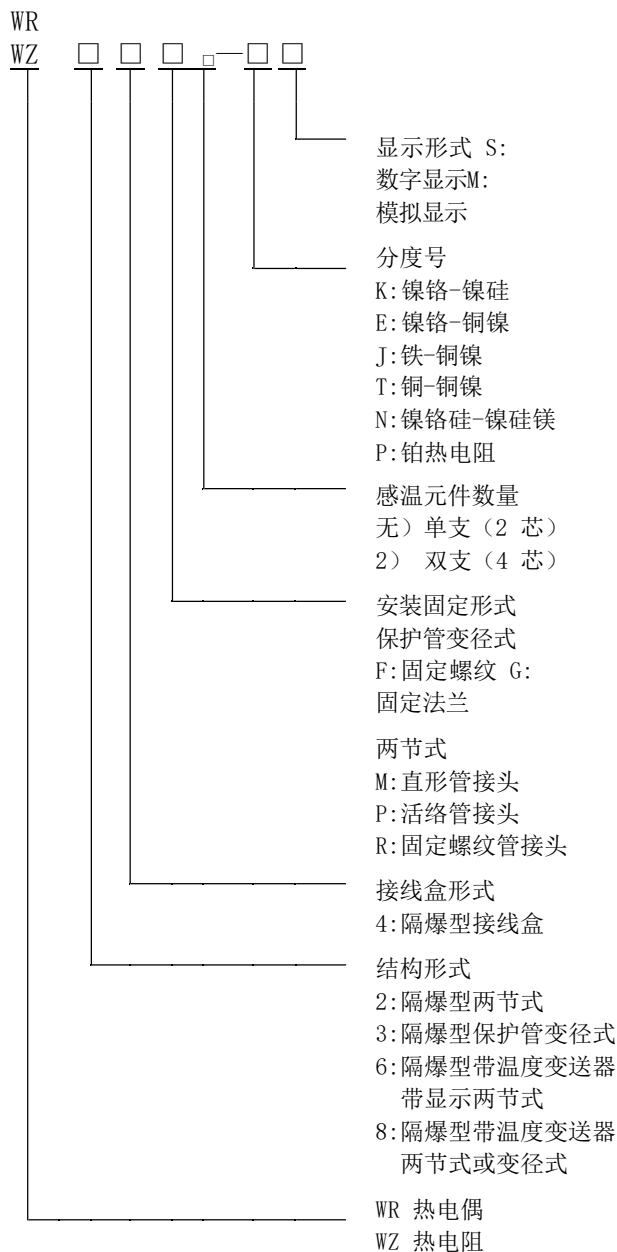 WR
WZ □ □ □ □—□ □
显示形式 S:
数字显示M:
模拟显示
分度号
K:镍铬-镍硅
E:镍铬-铜镍
J:铁-铜镍
T:铜-铜镍
N:镍铬硅-镍硅镁
P:铂热电阻
感温元件数量
无）单支（2 芯）
2） 双支（4 芯）
安装固定形式
保护管变径式
F:固定螺纹 G:
固定法兰
两节式
M:直形管接头
P:活络管接头
R:固定螺纹管接头
接线盒形式
4:隔爆型接线盒
结构形式
2:隔爆型两节式
3:隔爆型保护管变径式
6:隔爆型带温度变送器
带显示两节式
8:隔爆型带温度变送器
两节式或变径式
WR 热电偶
WZ 热电阻